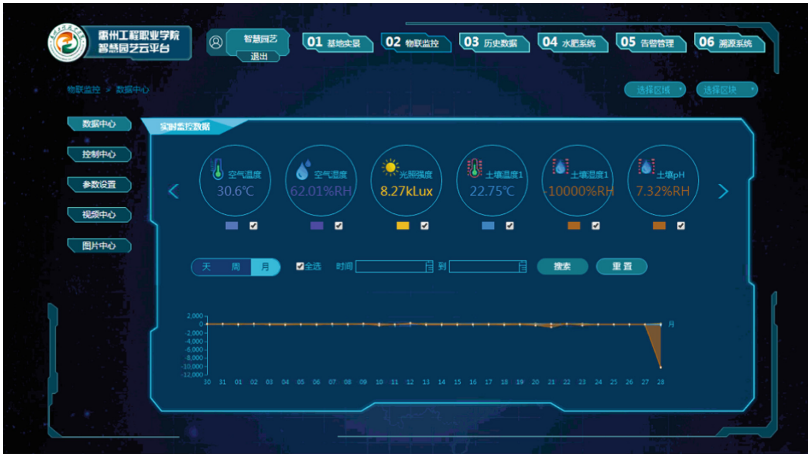 惠州工程职业学院
智慧园艺云平台
智慧园艺
退出
01 基地实景
02 物联监控
03 历史数据
04 水肥系统
05 告警管理
06 溯源系统
物联监控 > 数据中心
选择区域
选择区块
数据中心
控制中心
参数设置
视频中心
图片中心
实时监控数据
空气温度
30.6℃
空气湿度
62.01%RH
光照强度
8.27kLux
土壤温度1
22.75℃
土壤湿度1
-10000%RH
土壤pH
7.32%RH
天 周 月
全选
时间
到
搜索
重置
2,000
0
-2,000
-4,000
-6,000
-8,000
-10,000
-12,000
月
30 31 01 02 03 04 05 06 07 08 09 10 11 12 13 14 15 16 17 18 19 20 21 22 23 24 25 26 27 28